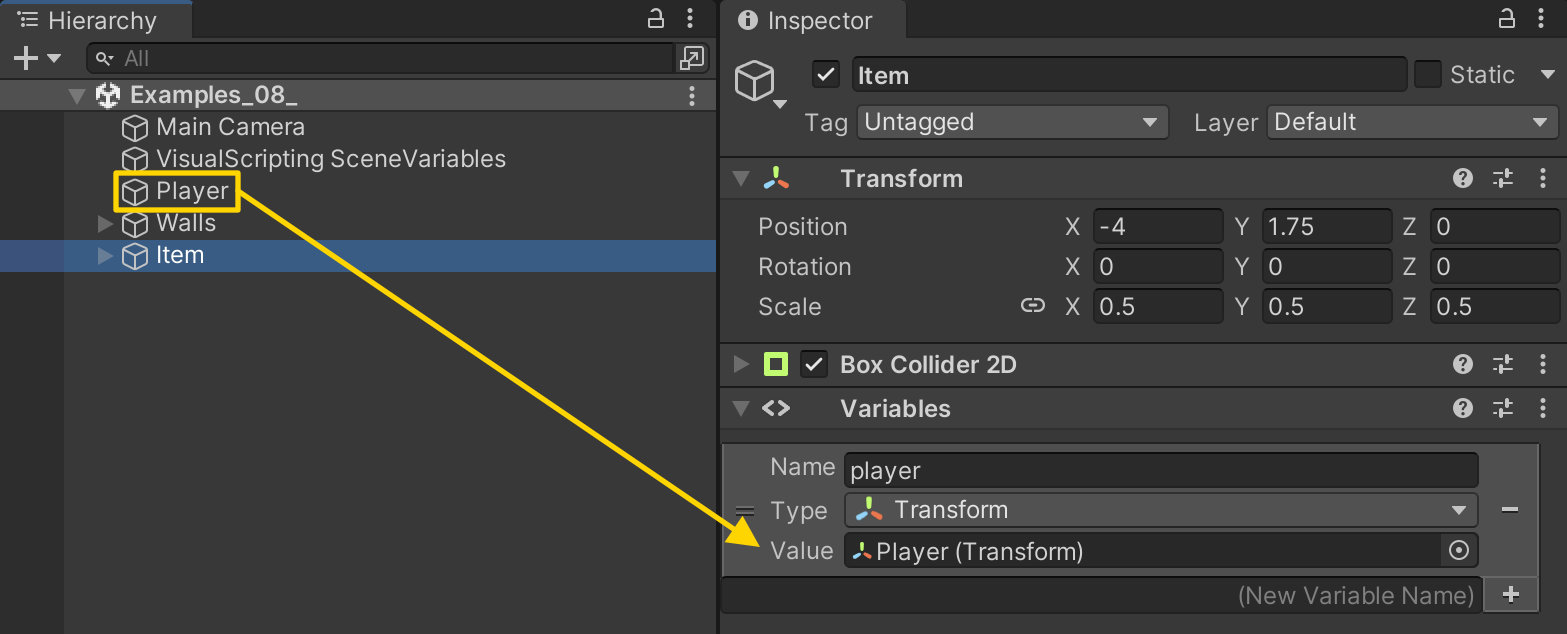 Hierarchy
All
Examples_08_
Main Camera
VisualScripting SceneVariables
Player
Walls
Item
Inspector
Item
Static
Tag Untagged Layer Default
Transform
Position X -4 Y 1.75 Z 0
Rotation X 0 Y 0 Z 0
Scale X 0.5 Y 0.5 Z 0.5
Box Collider 2D
Variables
Name player
Type Transform
Value Player (Transform)
(New Variable Name)